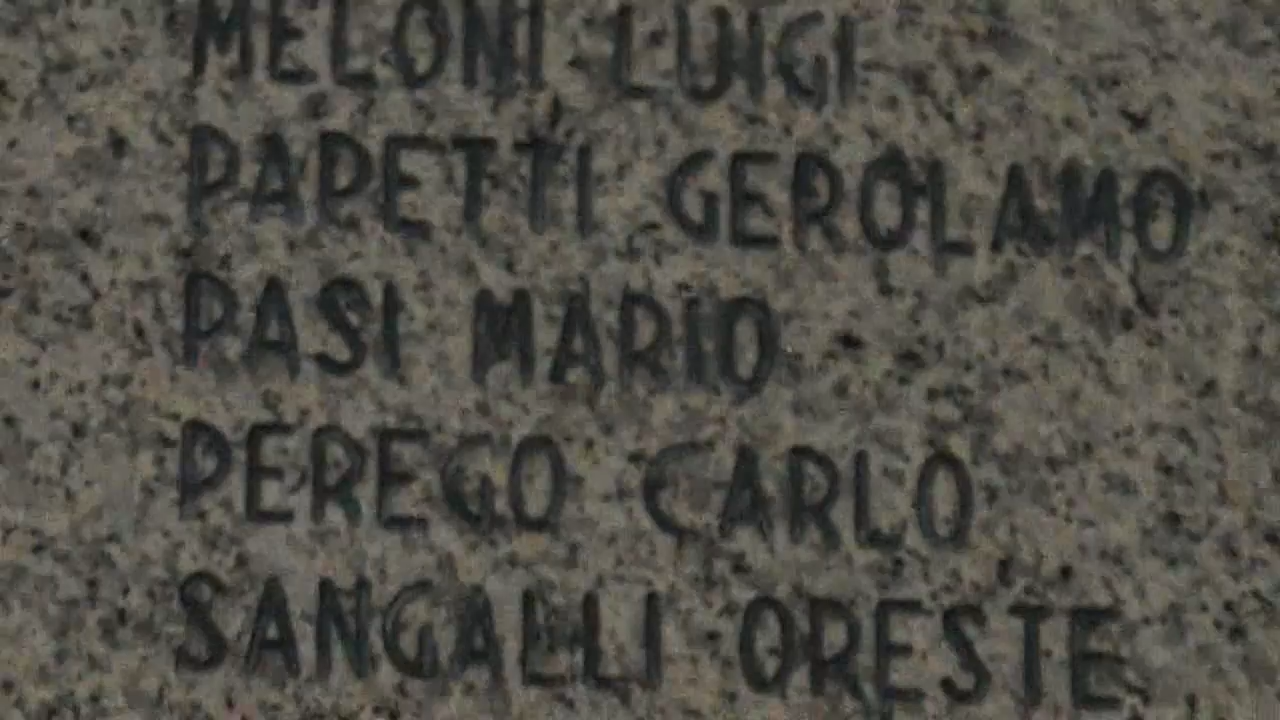 MELONI LUIGI
PAPETTI GEROLAMO
PASI MARIO
PEREGO CARLO
SANGALLI ORESTE